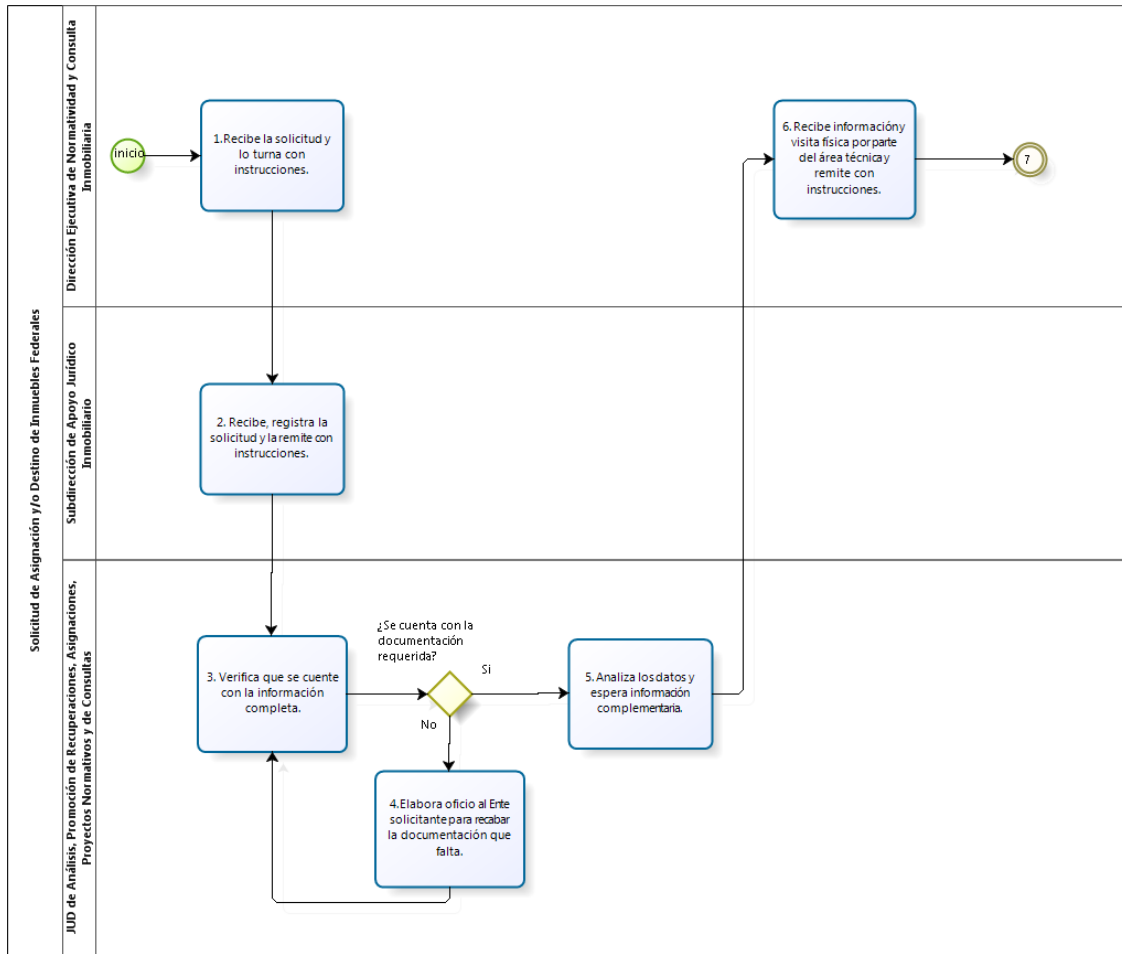 Solicitud de Asignación y/o Destino de Inmuebles Federales
Dirección Ejecutiva de Normatividad y Consulta
Inmobiliaria
inicio
1.Recibe la solicitud y
lo turna con
instrucciones.
6. Recibe información y
visita física por parte
del área técnica y
remite con
instrucciones.
7
Subdirección de Apoyo Jurídico
Inmobiliario
2. Recibe, registra la
solicitud y la remite con
instrucciones.
JUD de Análisis, Promoción de Recuperaciones, Asignaciones,
Proyectos Normativos y de Consultas
3. Verifica que se cuente
con la información
completa.
¿Se cuenta con la
documentación
requerida?
Si
No
5. Analiza los datos y
espera información
complementaria.
4.Elabora oficio al Ente
solicitante para recabar
la documentación que
falta.